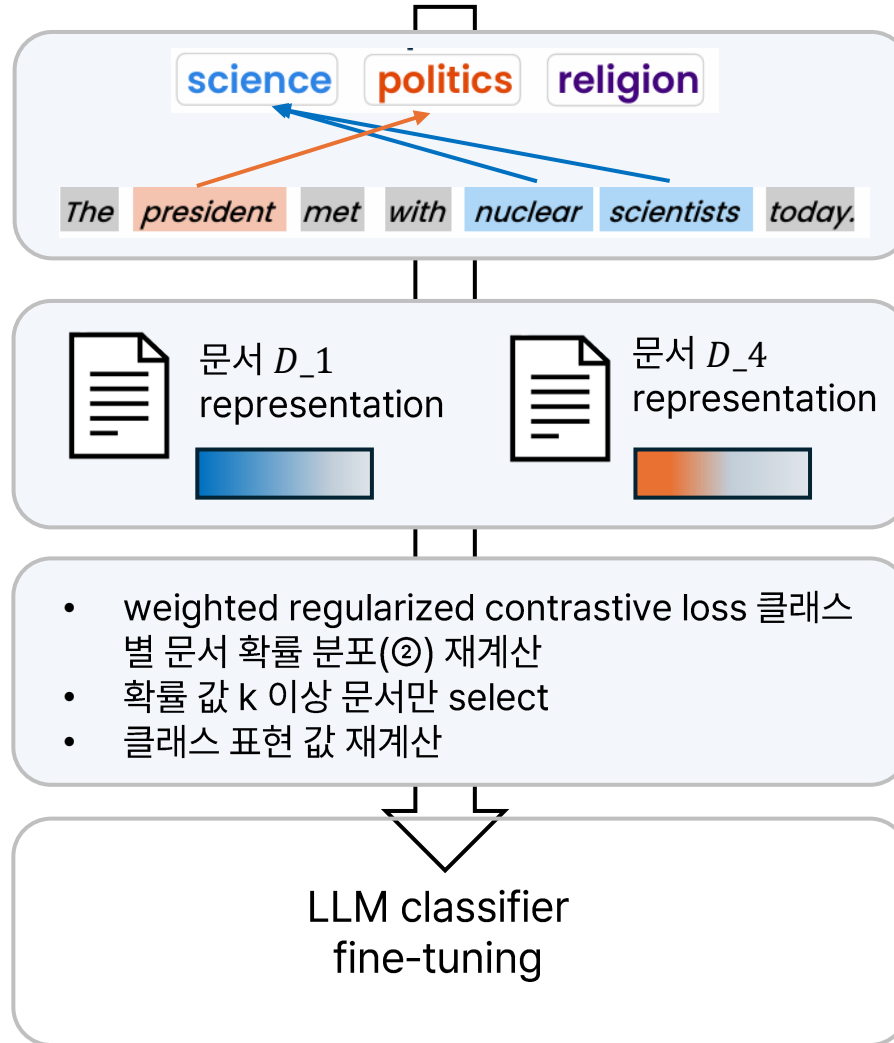 science politics religion
The president met with nuclear scientists today.
문서 D_1
representation
문서 D_4
representation
• weighted regularized contrastive loss 클래스
별 문서 확률 분포(②) 재계산
• 확률 값 k 이상 문서만 select
• 클래스 표현 값 재계산
LLM classifier
fine-tuning